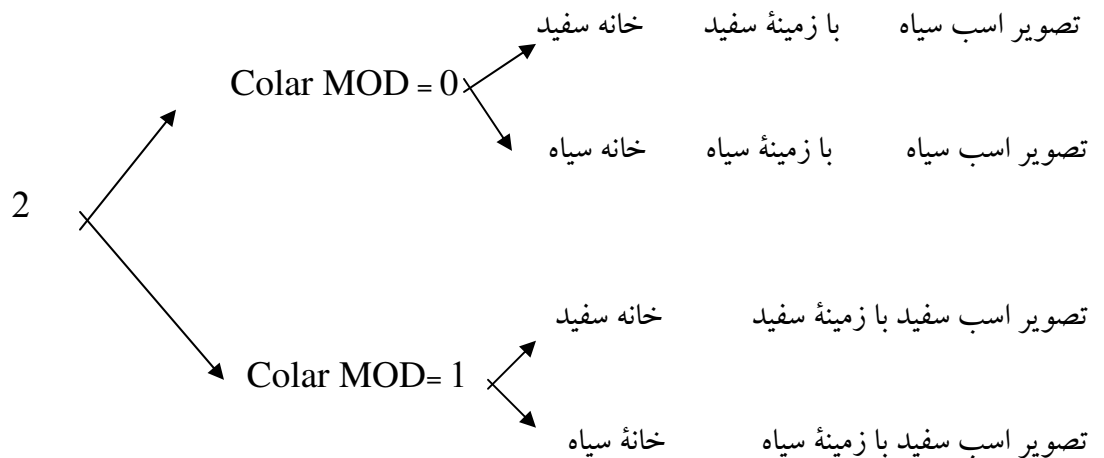 تصویر اسب سیاه با زمینهٔ سفید خانه سفید
Colar MOD = 0
تصویر اسب سیاه با زمینهٔ سیاه خانه سیاه
2
تصویر اسب سفید با زمینهٔ سفید خانه سفید
Colar MOD= 1
تصویر اسب سفید با زمینهٔ سیاه خانهٔ سیاه